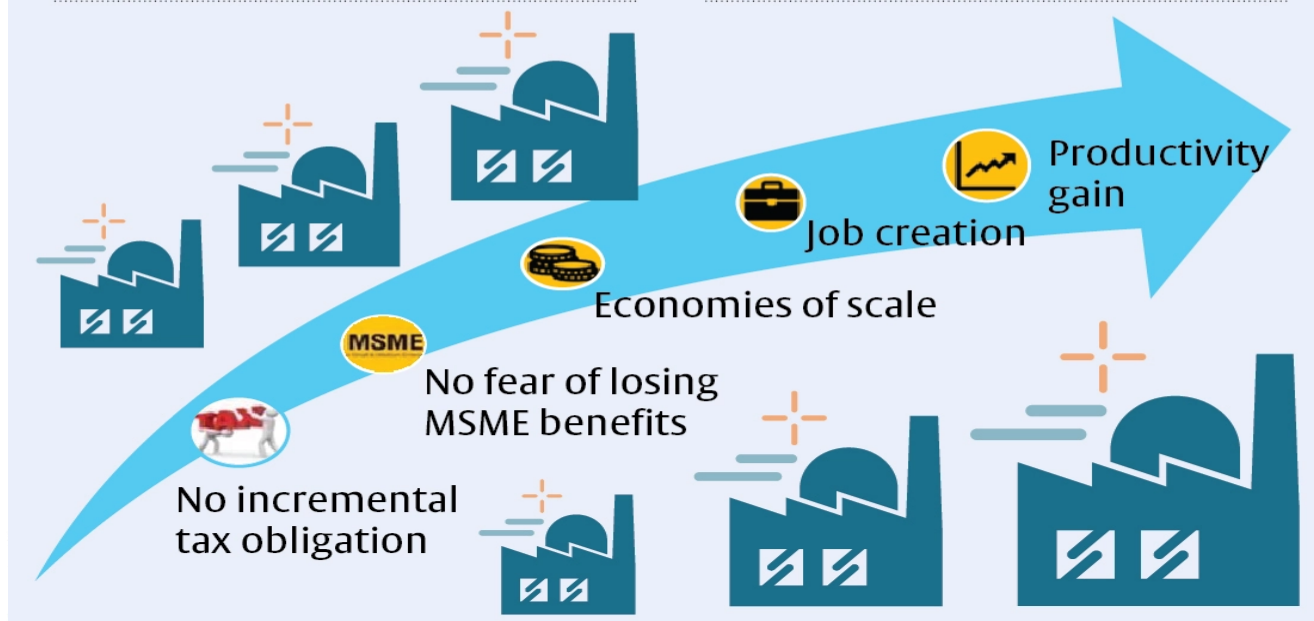 Productivity
gain
Job creation
Economies of scale
MSME
No fear of losing
MSME benefits
No incremental
tax obligation